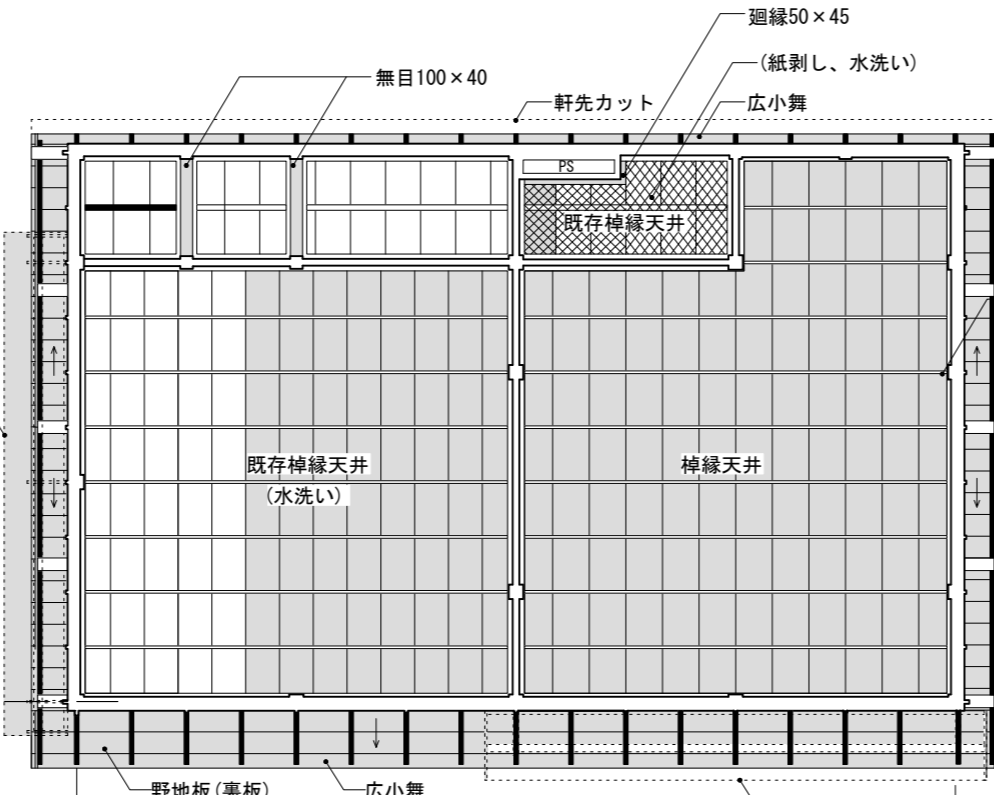 廻縁50×45
無目100×40
(紙剥し、水洗い)
軒先カット
広小舞
PS
既存棹縁天井
既存棹縁天井
(水洗い)
棹縁天井
野地板(裏板)
広小舞